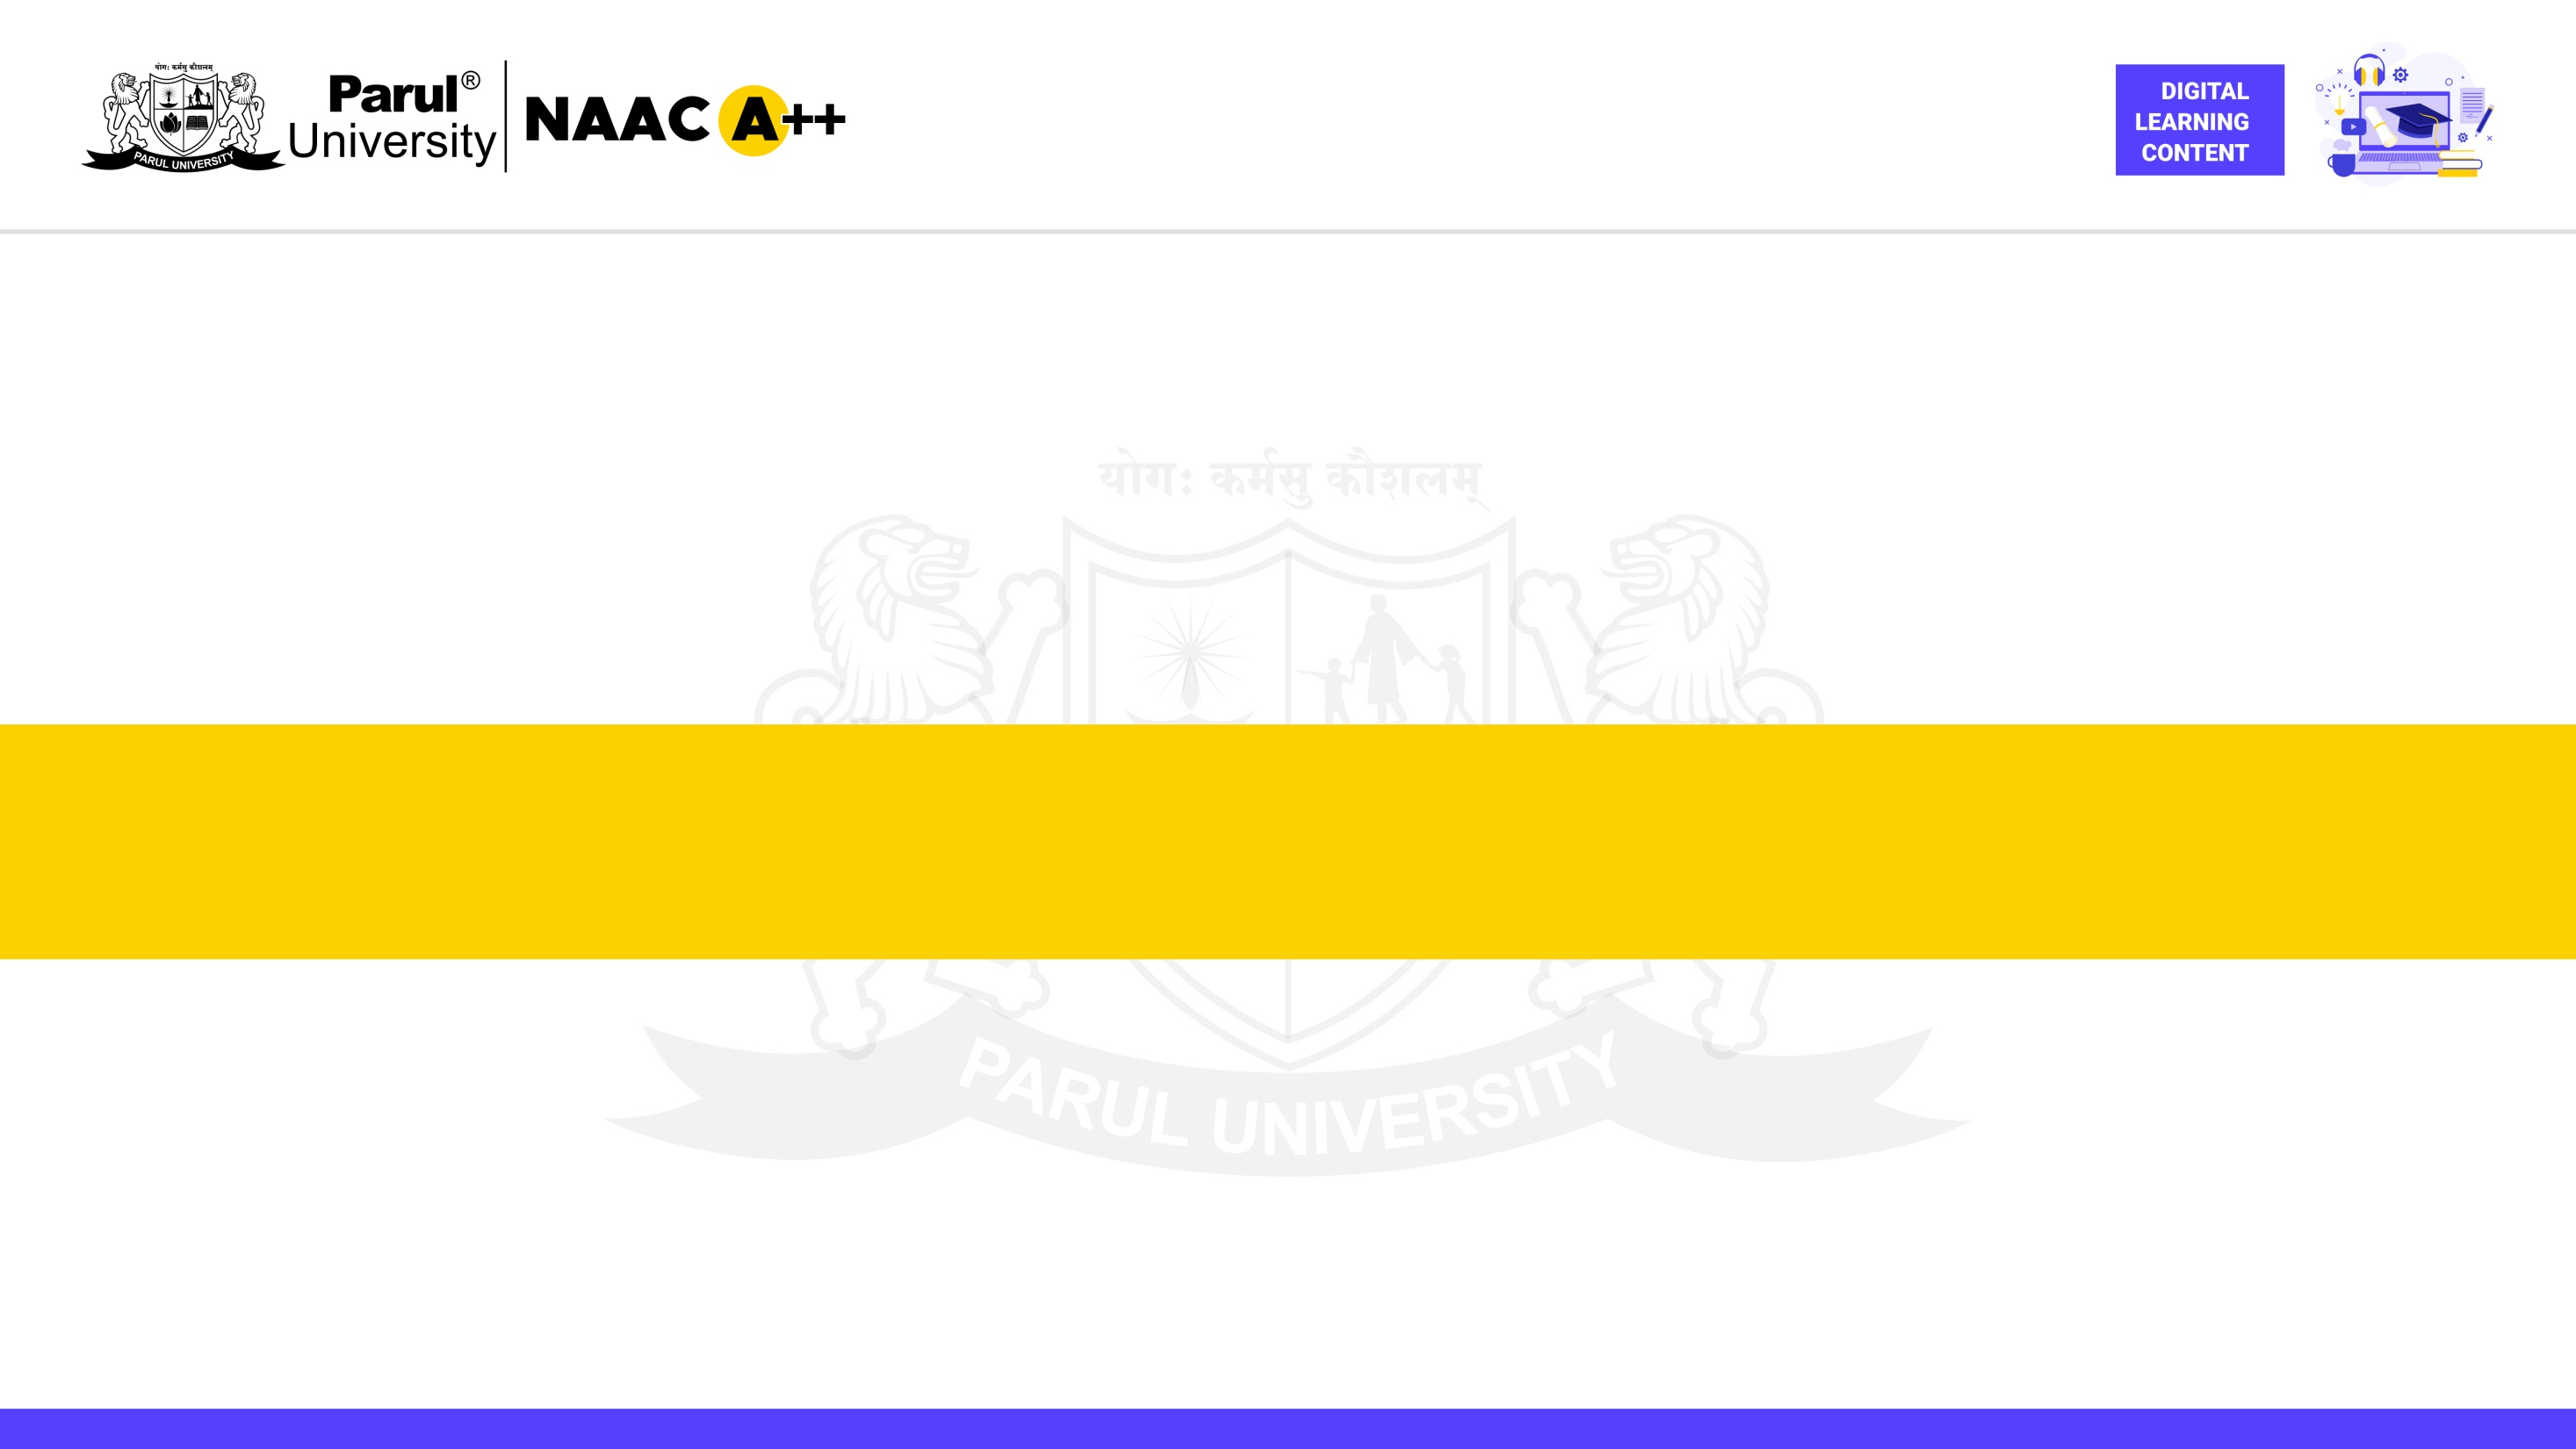 योगः कर्मसु कौशलम्
PARUL UNIVERSITY
Parul®
University
NAAC A++
DIGITAL
LEARNING
CONTENT
योगः कर्मसु कौशलम्
PARUL UNIVERSITY